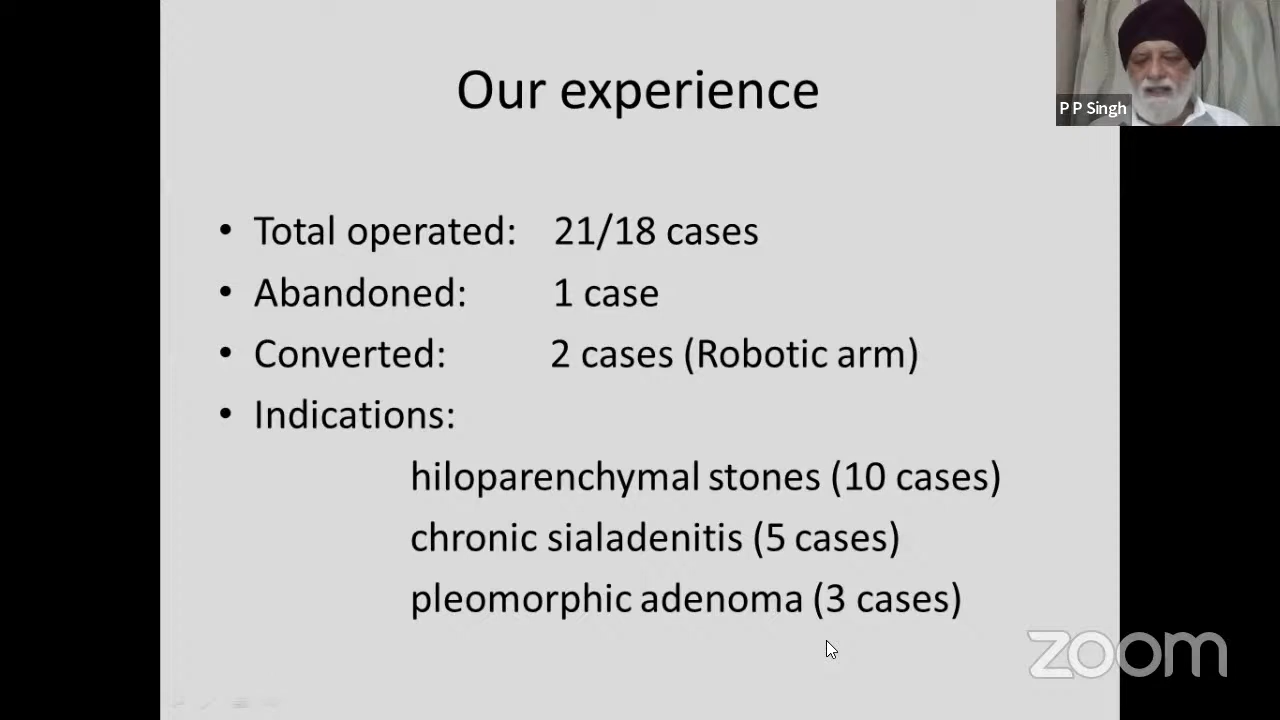 Our experience
P P Singh
• Total operated: 21/18 cases
• Abandoned: 1 case
• Converted: 2 cases (Robotic arm)
• Indications:
hiloparenchymal stones (10 cases)
chronic sialadenitis (5 cases)
pleomorphic adenoma (3 cases)
zoom